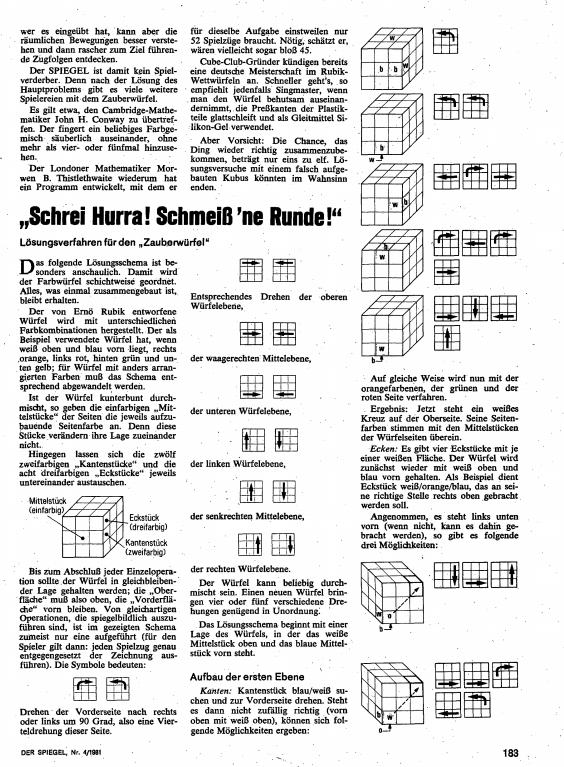 wer es eingeübt hat, kann aber die
räumlichen Bewegungen besser verste-
hen und dann rascher zum Ziel führen-
de Zugfolgen entdecken.
Der SPIEGEL ist damit kein Spiel-
verderber. Denn nach der Lösung des
Hauptproblems gibt es viele weitere
Spielereien mit dem Zauberwürfel.
Es gilt etwa, den Cambridge-Mathe-
matiker John H. Conway zu übertref-
fen. Der fingert ein beliebiges Farbge-
misch säuberlich auseinander, ohne
mehr als vier- oder fünfmal hinzuse-
hen.
Der Londoner Mathematiker Mor-
wen B. Thistlethwaite wiederum hat
ein Programm entwickelt, mit dem er
für dieselbe Aufgabe einstweilen nur
52 Spielzüge braucht. Nötig, schätzt er,
wären vielleicht sogar bloß 45.
Cube-Club-Gründer kündigen bereits
eine deutsche Meisterschaft im Rubik-
Wettwürfeln an. Schneller geht's, so
empfiehlt jedenfalls Singmaster, wenn
man den Würfel behutsam auseinan-
dernimmt, die Preßkanten der Plastik-
teile glattschleift und als Gleitmittel Si-
likon-Gel verwendet.
Aber Vorsicht: Die Chance, das
Ding wieder richtig zusammenzube-
kommen, beträgt nur eins zu elf. Lö-
sungsversuche mit einem falsch aufge-
bauten Kubus könnten im Wahnsinn
enden.
„Schrei Hurra! Schmeiß 'ne Runde!“
Lösungsverfahren für den „Zauberwürfel“
Das folgende Lösungsschema ist be-
sonders anschaulich. Damit wird
der Farbwürfel schichtweise geordnet.
Alles, was einmal zusammengebaut ist,
bleibt erhalten.
Der von Ernö Rubik entworfene
Würfel wird mit unterschiedlichen
Farbkombinationen hergestellt. Der als
Beispiel verwendete Würfel hat, wenn
weiß oben und blau vorn liegt, rechts
orange, links rot, hinten grün und un-
ten gelb; für Würfel mit anders arran-
gierten Farben muß das Schema ent-
sprechend abgewandelt werden.
Ist der Würfel kunterbunt durch-
mischt, so geben die einfarbigen „Mit-
telstücke“ der Seiten die jeweils aufzu-
bauende Seitenfarbe an. Denn diese
Stücke verändern ihre Lage zueinander
nicht.
Hingegen lassen sich die zwölf
zweifarbigen „Kantenstücke“ und die
acht dreifarbigen „Eckstücke“ jeweils
untereinander austauschen.
Mittelstück
(einfarbig)
Eckstück
(dreifarbig)
Kantenstück
(zweifarbig)
Bis zum Abschluß jeder Einzelopera-
tion sollte der Würfel in gleichbleiben-
der Lage gehalten werden; die „Ober-
fläche“ muß also oben, die „Vorderflä-
che“ vorn bleiben. Von gleichartigen
Operationen, die spiegelbildlich auszu-
führen sind, ist im gezeigten Schema
zumeist nur eine aufgeführt (für den
Spieler gilt dann: jeden Spielzug genau
entgegengesetzt der Zeichnung aus-
führen). Die Symbole bedeuten:
Drehen der Vorderseite nach rechts
oder links um 90 Grad, also eine Vier-
teldrehung dieser Seite.
Entsprechendes Drehen der oberen
Würfelebene,
der waagerechten Mittelebene,
der unteren Würfelebene,
der linken Würfelebene,
der senkrechten Mittelebene,
der rechten Würfelebene.
Der Würfel kann beliebig durch-
mischt sein. Einen neuen Würfel brin-
gen vier oder fünf verschiedene Dre-
hungen genügend in Unordnung.
Das Lösungsschema beginnt mit einer
Lage des Würfels, in der das weiße
Mittelstück oben und das blaue Mittel-
stück vorn steht.
Aufbau der ersten Ebene
Kanten: Kantenstück blau/weiß su-
chen und zur Vorderseite drehen. Steht
es dann nicht zufällig richtig (vorn
oben mit weiß oben), können sich fol-
gende Möglichkeiten ergeben:
b
b
w
b
w
w
b
b
w
w
b
Auf gleiche Weise wird nun mit der
orangefarbenen, der grünen und der
roten Seite verfahren.
Ergebnis: Jetzt steht ein weißes
Kreuz auf der Oberseite. Seine Seiten-
farben stimmen mit den Mittelstücken
der Würfelseiten überein.
Ecken: Es gibt vier Eckstücke mit je
einer weißen Fläche. Der Würfel wird
zunächst wieder mit weiß oben und
blau vorn gehalten. Als Beispiel dient
Eckstück weiß/orange/blau, das an sei-
ne richtige Stelle rechts oben gebracht
werden soll.
Angenommen, es steht links unten
vorn (wenn nicht, kann es dahin ge-
bracht werden), so gibt es folgende
drei Möglichkeiten:
w
o
b
b
w
o
DER SPIEGEL, Nr. 4/1981
183